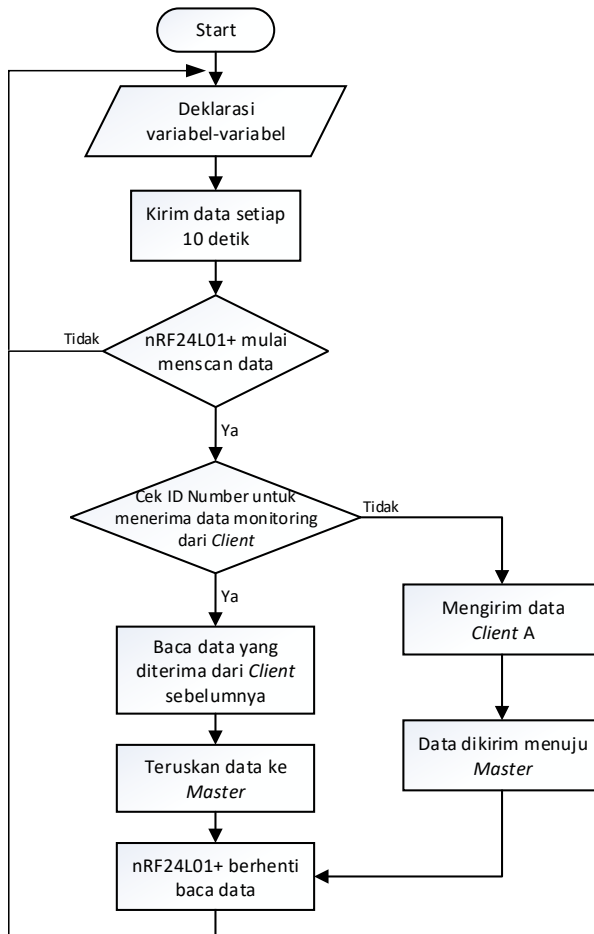 Start
Deklarasi
variabel-variabel
Kirim data setiap
10 detik
Tidak
nRF24L01+ mulai
menscan data
Ya
Cek ID Number untuk
menerima data monitoring
dari Client
Tidak
Ya
Mengirim data
Client A
Baca data yang
diterima dari Client
sebelumnya
Data dikirim menuju
Master
Teruskan data ke
Master
nRF24L01+ berhenti
baca data